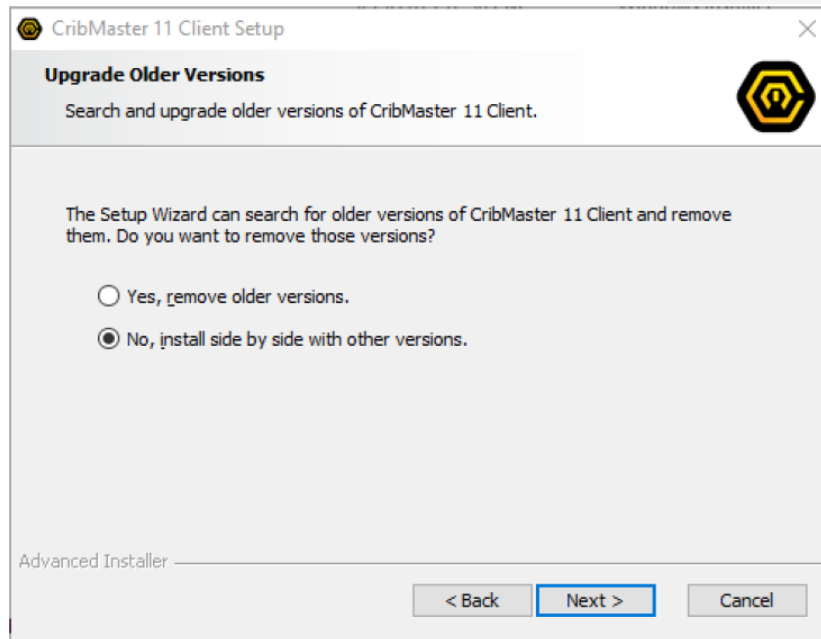 CribMaster 11 Client Setup
Upgrade Older Versions
Search and upgrade older versions of CribMaster 11 Client.
The Setup Wizard can search for older versions of CribMaster 11 Client and remove
them. Do you want to remove those versions?
Yes, remove older versions.
No, install side by side with other versions.
Advanced Installer
< Back
Next >
Cancel